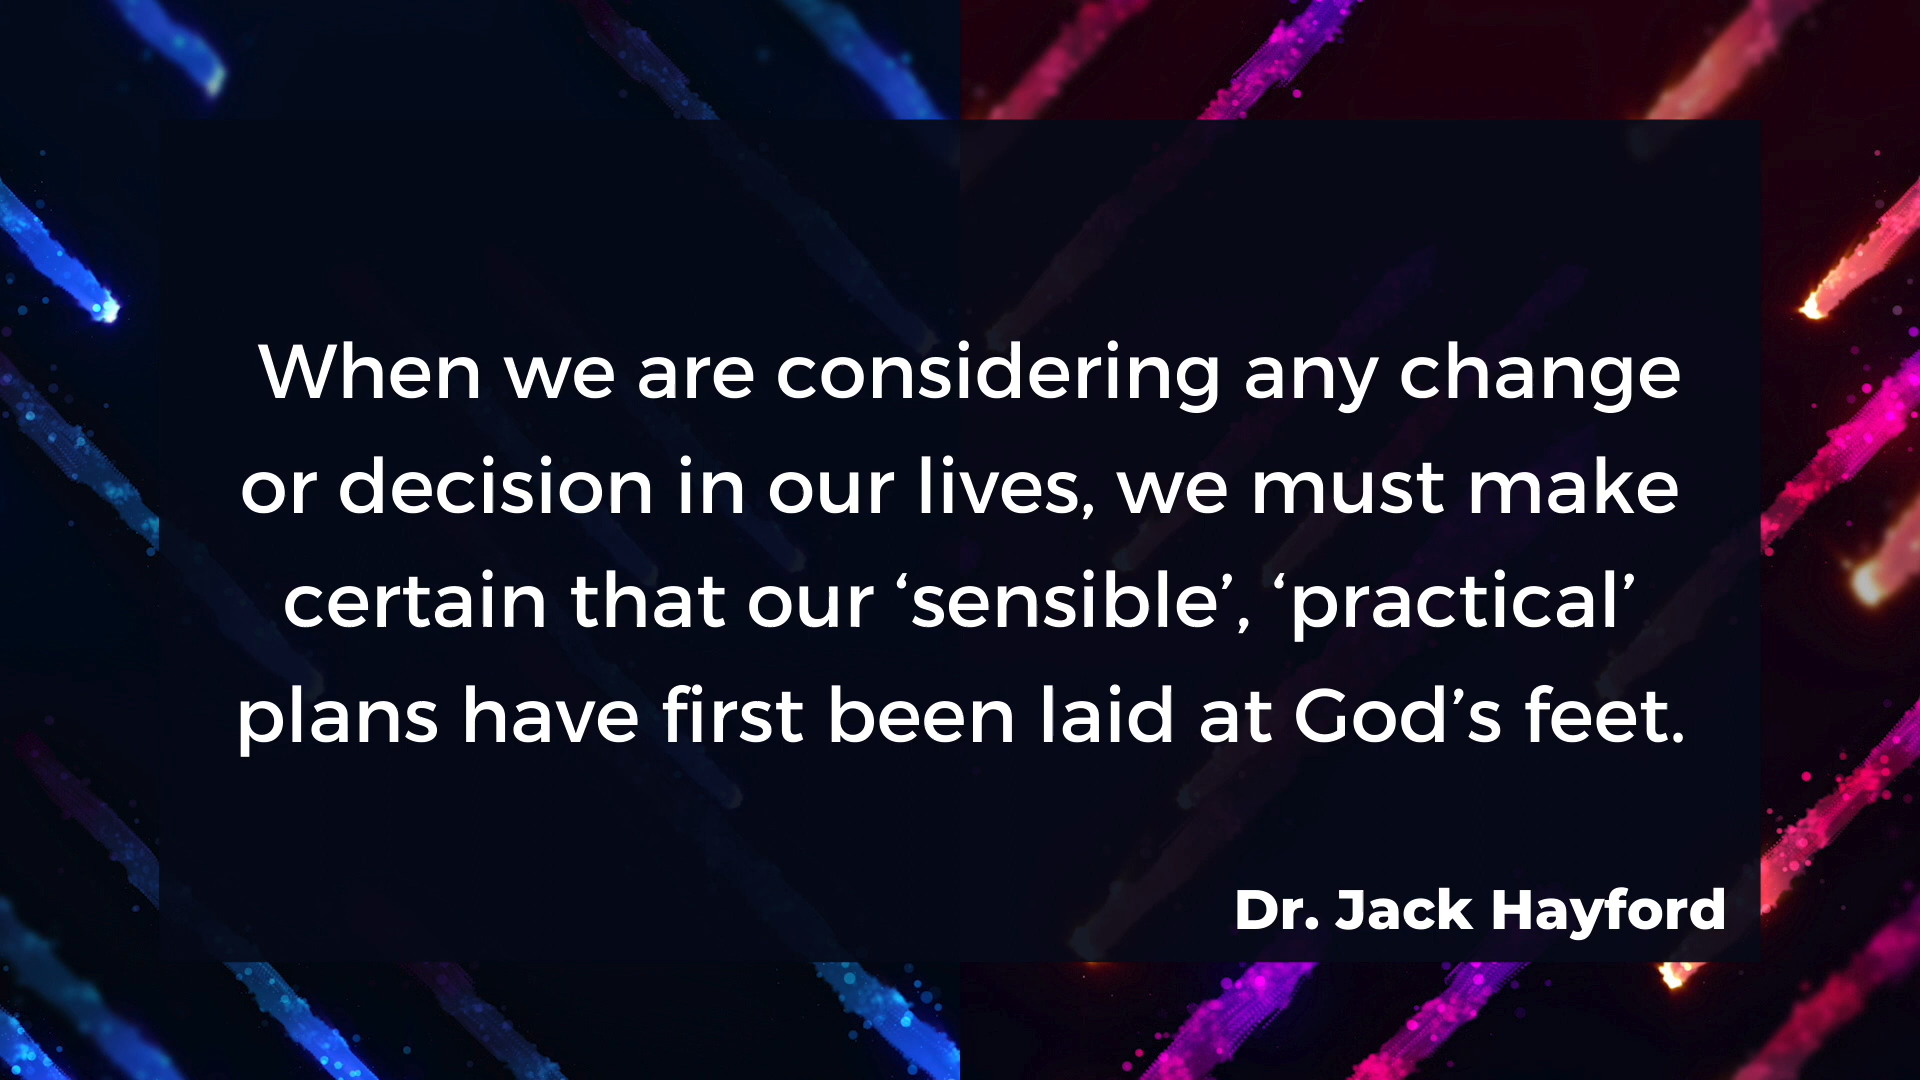 When we are considering any change
or decision in our lives, we must make
certain that our ‘sensible’, ‘practical’
plans have first been laid at God’s feet.
Dr. Jack Hayford